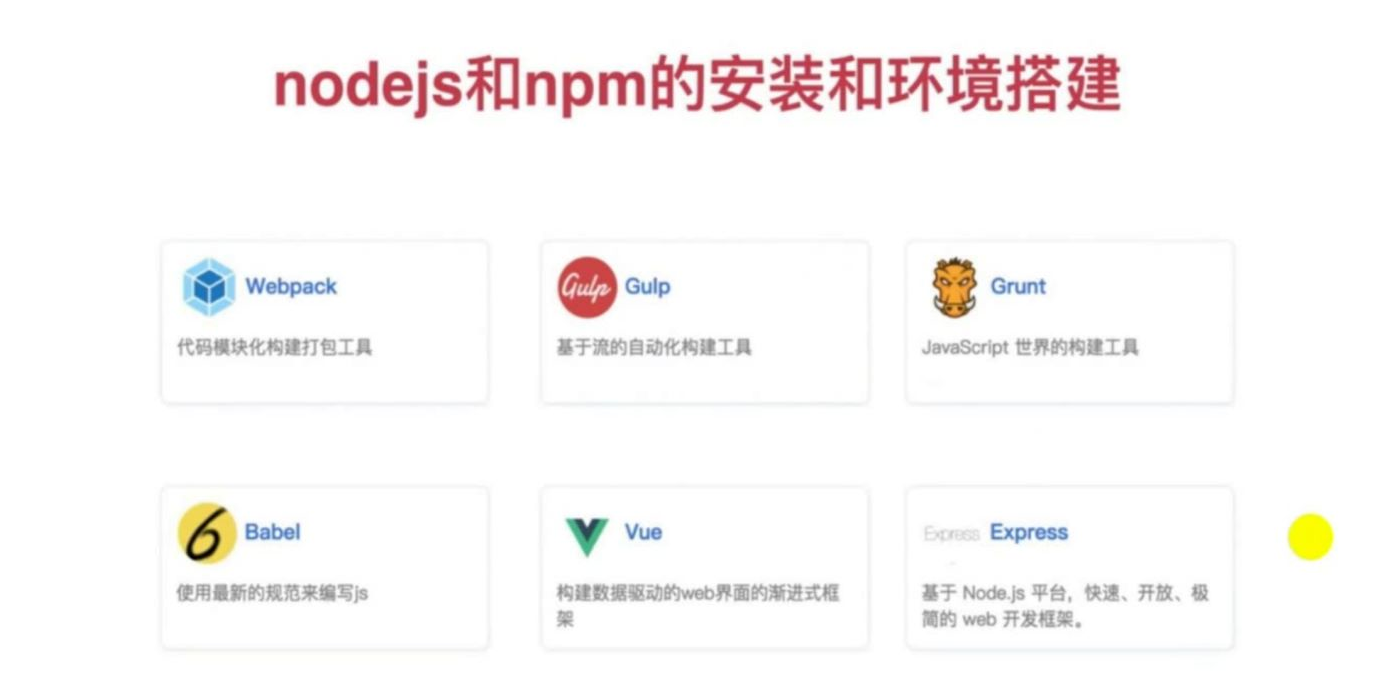 nodejs和npm的安装和环境搭建
Webpack
代码模块化构建打包工具
Gulp Gulp
基于流的自动化构建工具
Grunt
JavaScript 世界的构建工具
6 Babel
使用最新的规范来编写js
Vue
构建数据驱动的web界面的渐进式框
架
Express Express
基于 Node.js 平台，快速、开放、极
简的 web 开发框架。